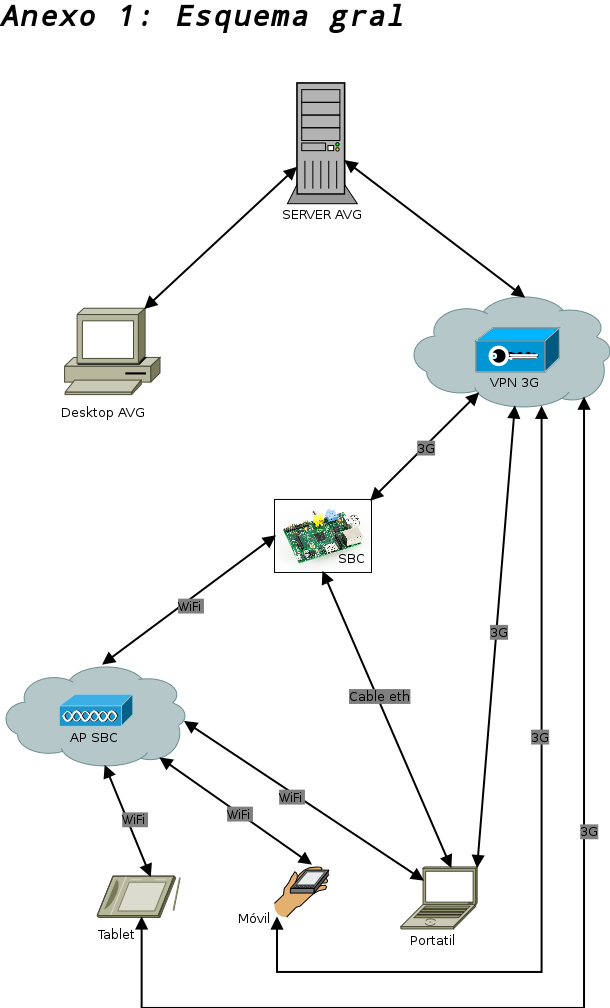 Anexo 1: Esquema gral
SERVER AVG
Desktop AVG
VPN 3G
3G
SBC
WiFi
3G
Cable eth
AP SBC
3G
WiFi
WiFi
WiFi
3G
Tablet
Móvil
Portatil